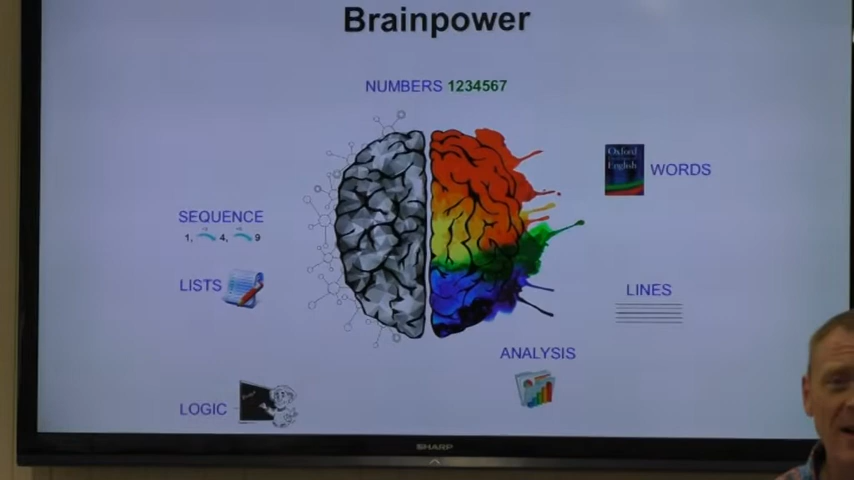 Brainpower
NUMBERS 1234567
Oxford
English
WORDS
SEQUENCE
1, 4, 9
LISTS
LINES
ANALYSIS
LOGIC
SHARP